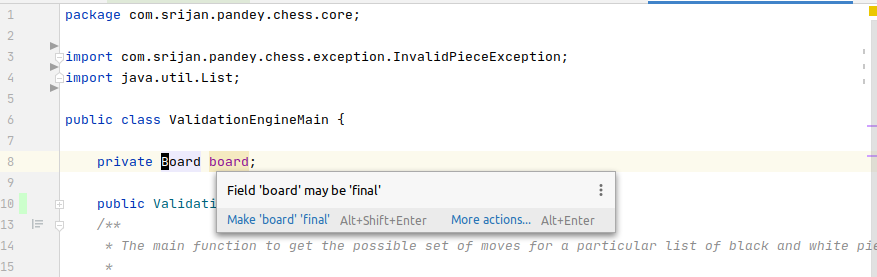 1 package com.srijan.pandey.chess.core;
2
3 import com.srijan.pandey.chess.exception.InvalidPieceException;
4 import java.util.List;
5
6 public class ValidationEngineMain {
7
8 private Board board;
9
Field 'board' may be 'final'
10 public Validati
Make 'board' 'final' Alt+Shift+Enter More actions... Alt+Enter
13 /**
14 * The main function to get the possible set of moves for a particular list of black and white pie
15 *